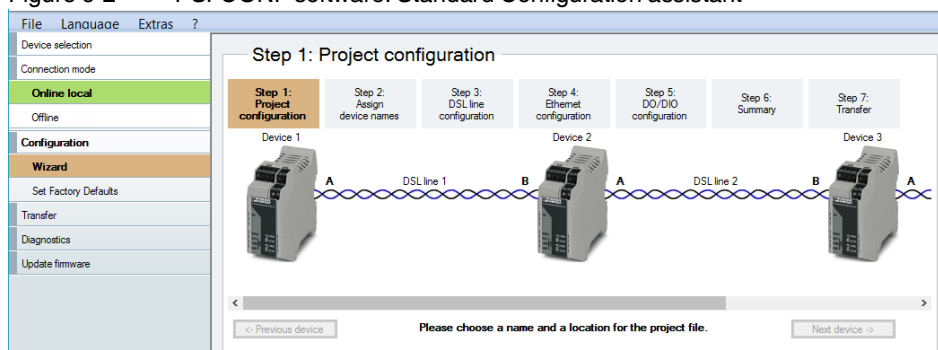 File Language Extras ?
Device selection
Connection mode
Online local
Offline
Configuration
Wizard
Set Factory Defaults
Transfer
Diagnostics
Update firmware
Step 1: Project configuration
Step 1:
Project
configuration
Step 2:
Assign
device names
Step 3:
DSL line
configuration
Step 4:
Ethernet
configuration
Step 5:
DO/DIO
configuration
Step 6:
Summary
Step 7:
Transfer
Device 1
Device 2
Device 3
A DSL line 1 B A DSL line 2 B A
<- Previous device
Please choose a name and a location for the project file.
Next device ->